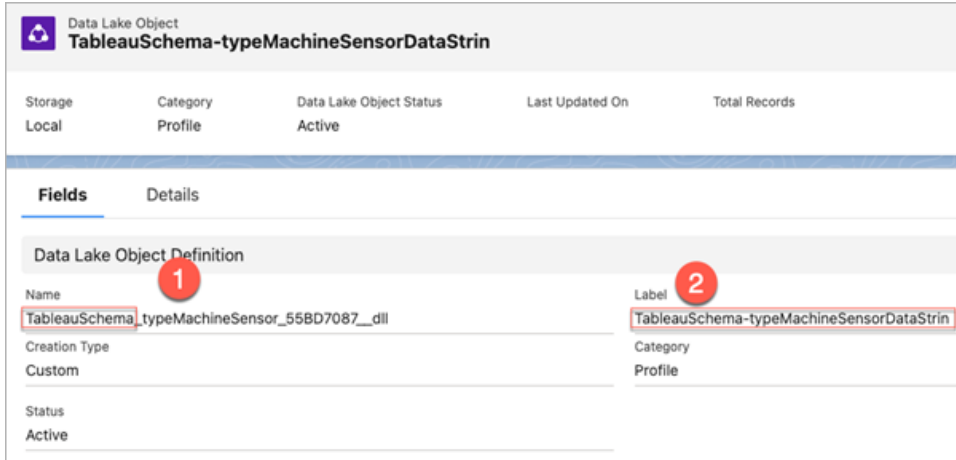 Data Lake Object
TableauSchema-typeMachineSensorDataStrin
Storage Category Data Lake Object Status Last Updated On Total Records
Local Profile Active
Fields Details
Data Lake Object Definition
1 2
Name Label
TableauSchema_typeMachineSensor_55BD7087__dll TableauSchema-typeMachineSensorDataStrin
Creation Type Category
Custom Profile
Status
Active